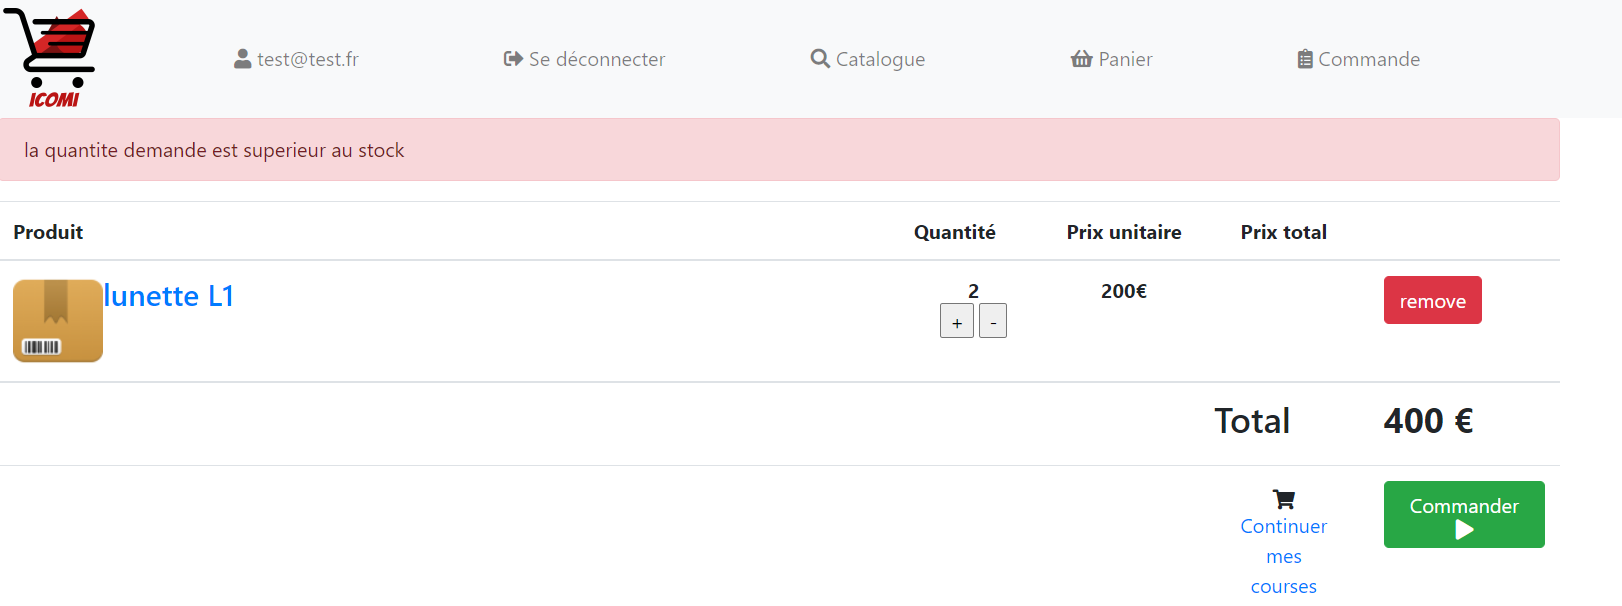 ICOMI
test@test.fr
Se déconnecter
Catalogue
Panier
Commande
la quantite demande est superieur au stock
Produit
Quantité
Prix unitaire
Prix total
lunette L1
2
200€
+
-
remove
Total
400 €
Continuer
mes
courses
Commander